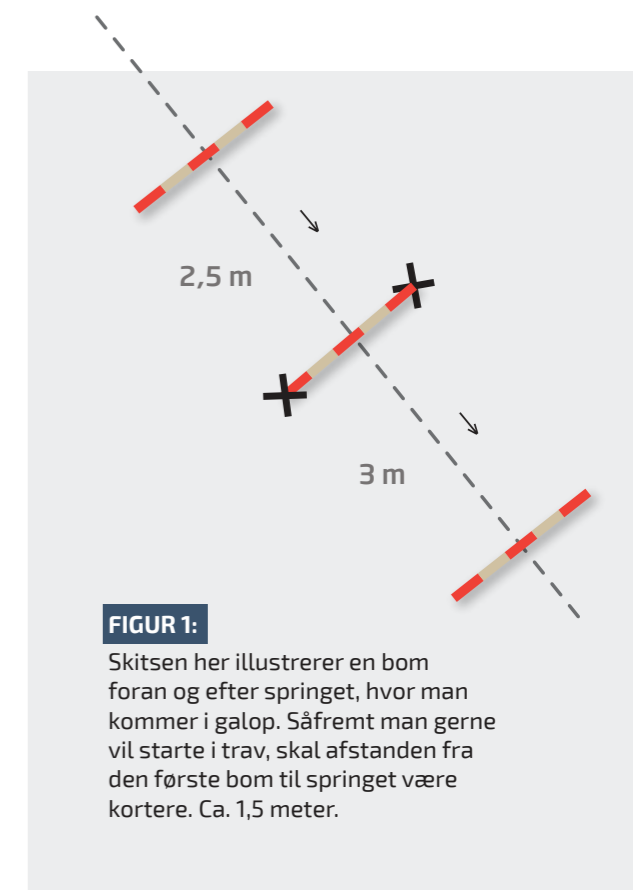 2,5 m
3 m
FIGUR 1:
Skitsen her illustrerer en bom
foran og efter springet, hvor man
kommer i galop. Såfremt man gerne
vil starte i trav, skal afstanden fra
den første bom til springet være
kortere. Ca. 1,5 meter.